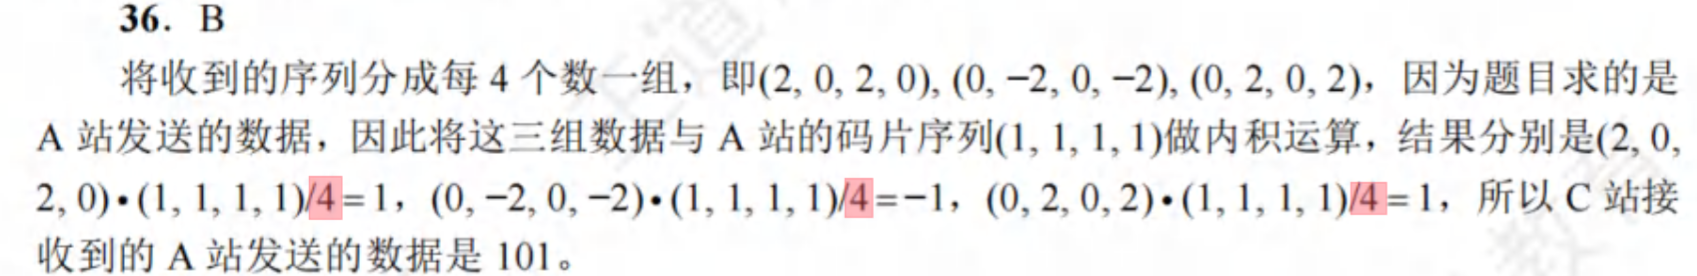 36. B
将收到的序列分成每 4 个数一组，即(2, 0, 2, 0), (0, −2, 0, −2), (0, 2, 0, 2)，因为题目求的是
A 站发送的数据，因此将这三组数据与 A 站的码片序列(1, 1, 1, 1)做内积运算，结果分别是(2, 0,
2, 0)•(1, 1, 1, 1)/4=1，(0, −2, 0, −2)•(1, 1, 1, 1)/4=−1，(0, 2, 0, 2)•(1, 1, 1, 1)/4=1，所以 C 站接
收到的 A 站发送的数据是 101。